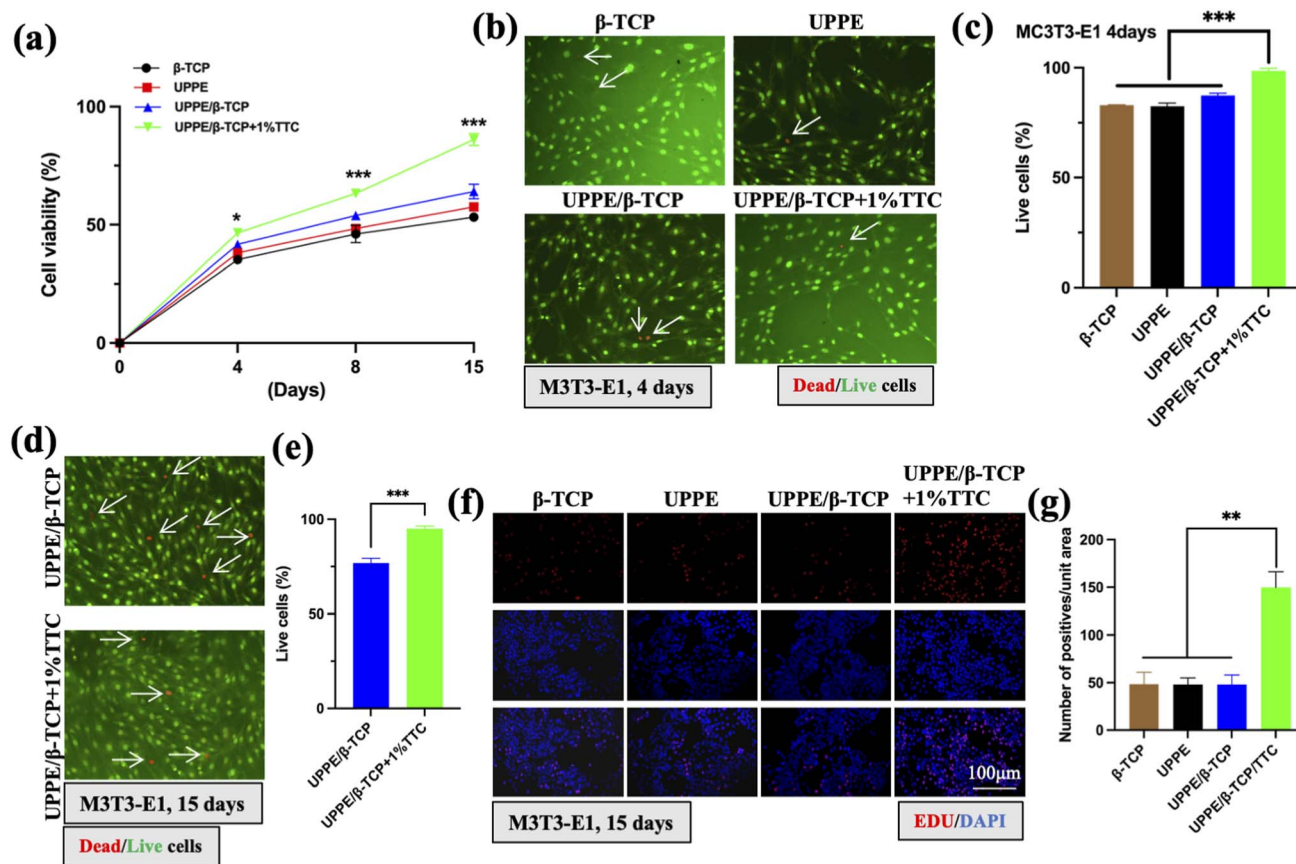 (a)
β-TCP
UPPE
UPPE/β-TCP
UPPE/β-TCP+1%TTC
100
50
0
Cell viability (%)
*
***
***
0 4 8 15
(Days)
(b)
β-TCP UPPE
UPPE/β-TCP UPPE/β-TCP+1%TTC
M3T3-E1, 4 days
Dead/Live cells
(c)
MC3T3-E1 4days
***
100
50
0
Live cells (%)
β-TCP
UPPE
UPPE/β-TCP
UPPE/β-TCP+1%TTC
(d)
UPPE/β-TCP
UPPE/β-TCP+1%TTC
M3T3-E1, 15 days
Dead/Live cells
(e)
***
100
50
0
Live cells (%)
UPPE/β-TCP
UPPE/β-TCP+1%TTC
(f)
β-TCP UPPE UPPE/β-TCP UPPE/β-TCP
+1%TTC
100μm
M3T3-E1, 15 days
EDU/DAPI
(g)
**
200
150
100
50
0
Number of positives/unit area
β-TCP
UPPE
UPPE/β-TCP
UPPE/β-TCP/TTC